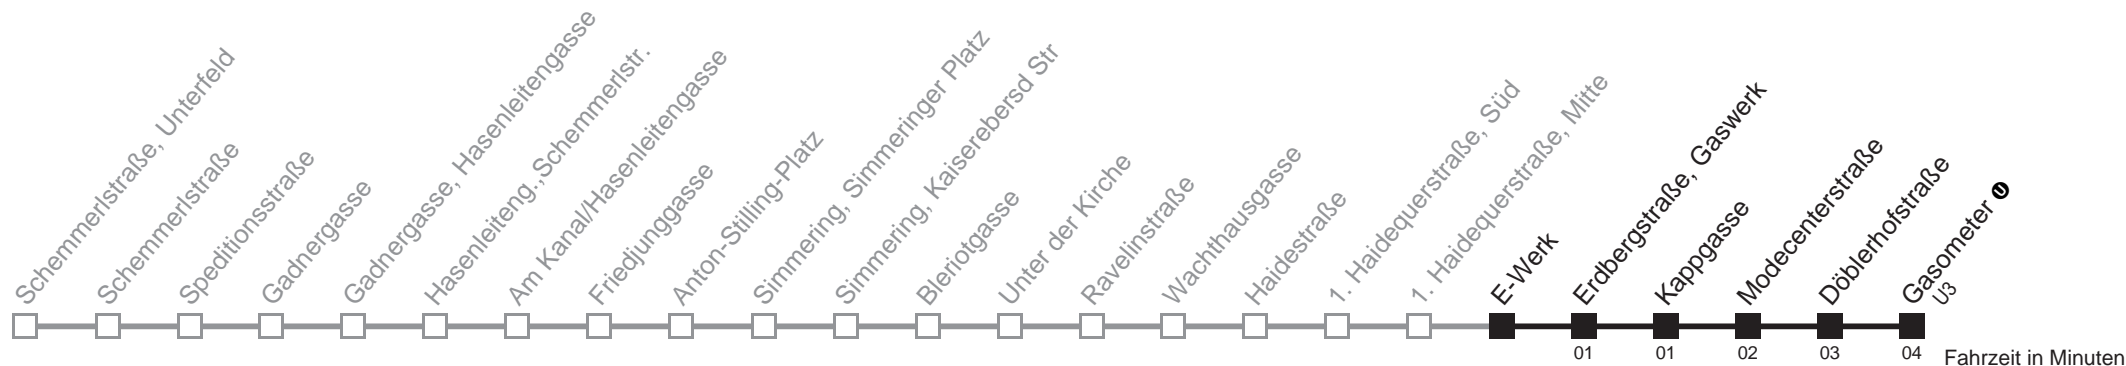 Schemmerlstraße, Unterfeld
Schemmerlstraße
Speditionsstraße
Gadnergasse
Gadnergasse, Hasenleitengasse
Hasenleiteng., Schemmerlstr.
Am Kanal/Hasenleitengasse
Friedjunggasse
Anton-Stilling-Platz
Simmering, Simmeringer Platz
Simmering, Kaiserebersd Str
Bleriotgasse
Unter der Kirche
Ravelinstraße
Wachthausgasse
Haidestraße
1. Haidequerstraße, Süd
1. Haidequerstraße, Mitte
E-Werk
Erdbergstraße, Gaswerk
Kappgasse
Modecenterstraße
Döblerhofstraße
Gasometer U
U3
01 01 02 03 04 Fahrzeit in Minuten